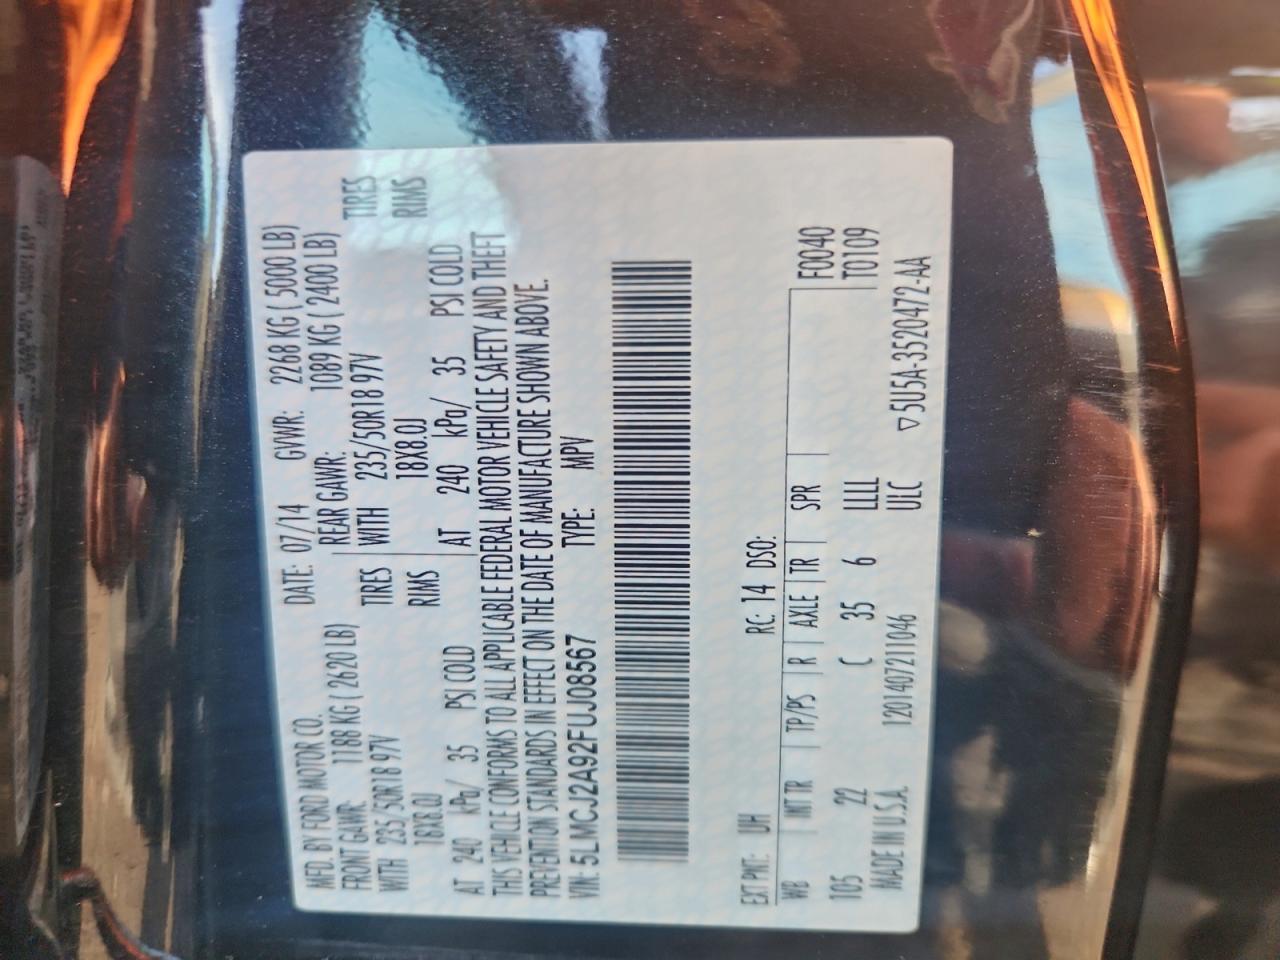 MFD. BY FORD MOTOR CO. DATE: 07/14 GVWR: 2268 KG ( 5000 LB)
FRONT GAWR: 1188 KG ( 2620 LB) REAR GAWR: 1089 KG ( 2400 LB)
WITH 235/50R18 97V TIRES WITH 235/50R18 97V TIRES
18X8.0J RIMS 18X8.0J RIMS
AT 240 kPa/ 35 PSI COLD AT 240 kPa/ 35 PSI COLD
THIS VEHICLE CONFORMS TO ALL APPLICABLE FEDERAL MOTOR VEHICLE SAFETY AND THEFT
PREVENTION STANDARDS IN EFFECT ON THE DATE OF MANUFACTURE SHOWN ABOVE.
VIN: 5LMCJ2A92FUJ08567 TYPE: MPV
EXT PNT: UH RC: 14 DSO: F0040
WB INT TR TP/PS R AXLE TR SPR T0109
105 22 C 35 6 LLLL
MADE IN U.S.A. 1201407211046 ULC ▽5U5A-3520472-AA